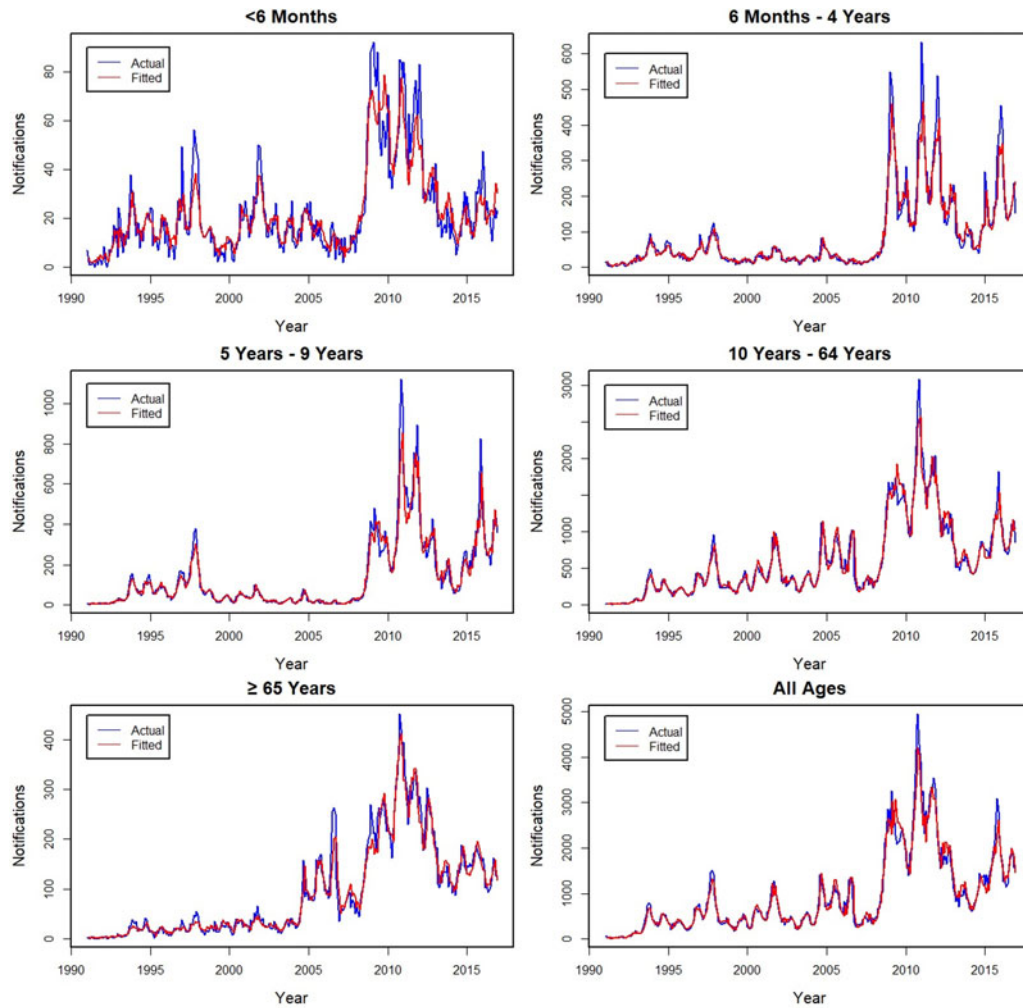 <6 Months
Notifications
0 20 40 60 80
Actual
Fitted
1990 1995 2000 2005 2010 2015
Year
6 Months - 4 Years
Notifications
0 100 200 300 400 500 600
Actual
Fitted
1990 1995 2000 2005 2010 2015
Year
5 Years - 9 Years
Notifications
0 200 400 600 800 1000
Actual
Fitted
1990 1995 2000 2005 2010 2015
Year
10 Years - 64 Years
Notifications
0 500 1000 2000 3000
Actual
Fitted
1990 1995 2000 2005 2010 2015
Year
≥ 65 Years
Notifications
0 100 200 300 400
Actual
Fitted
1990 1995 2000 2005 2010 2015
Year
All Ages
Notifications
0 1000 2000 3000 4000 5000
Actual
Fitted
1990 1995 2000 2005 2010 2015
Year